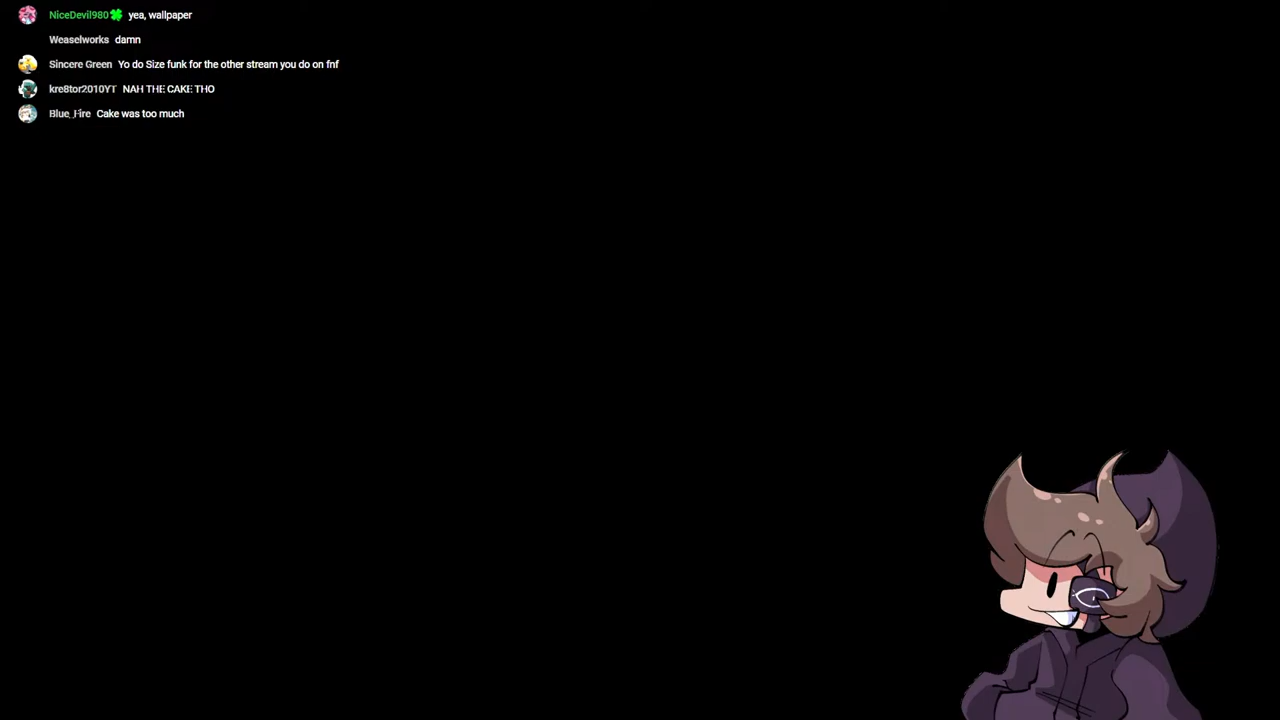 NiceDevil980🍀 yea, wallpaper
Weaselworks damn
Sincere Green Yo do Size funk for the other stream you do on fnf
kre8tor2010YT NAH THE CAKE THO
Blue_Fire Cake was too much